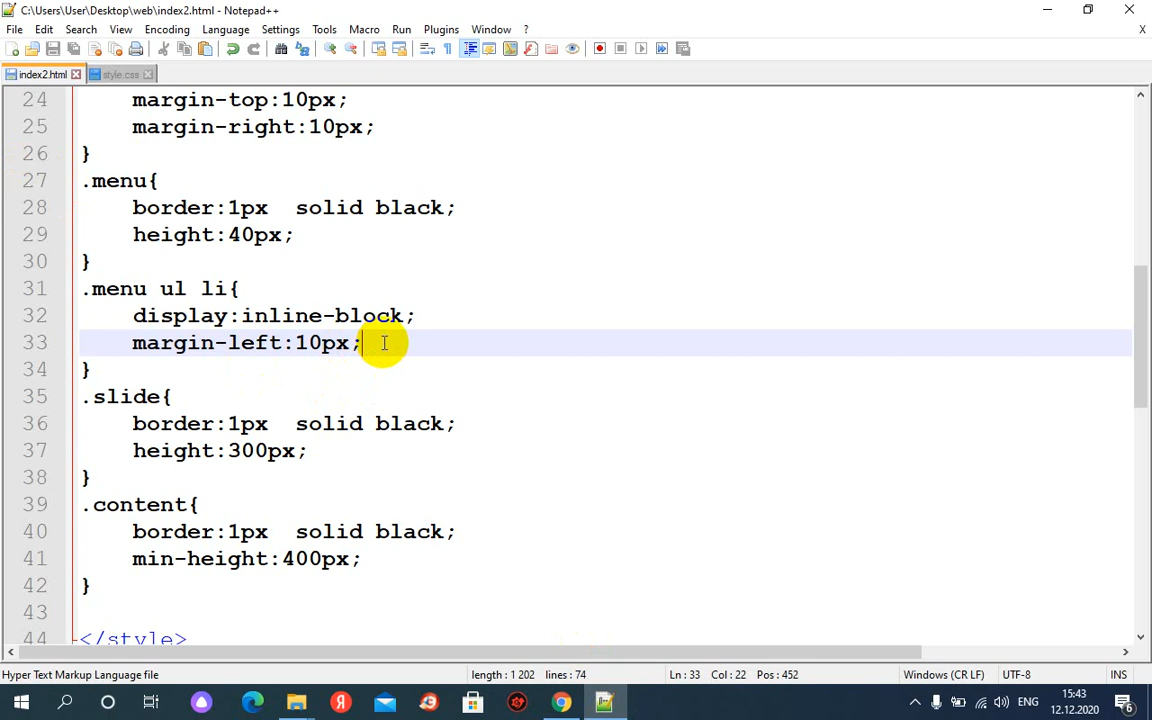 C:\Users\User\Desktop\web\index2.html - Notepad++
File Edit Search View Encoding Language Settings Tools Macro Run Plugins Window ? X
index2.html style.css
24 margin-top:10px;
25 margin-right:10px;
26 }
27 .menu{
28 border:1px  solid black;
29 height:40px;
30 }
31 .menu ul li{
32 display:inline-block;
33 margin-left:10px;
34 }
35 .slide{
36 border:1px  solid black;
37 height:300px;
38 }
39 .content{
40 border:1px  solid black;
41 min-height:400px;
42 }
43
44 </style>
Hyper Text Markup Language file length : 1 202 lines : 74 Ln : 33 Col : 22 Pos : 452 Windows (CR LF) UTF-8 INS
ENG 15:43
12.12.2020 6